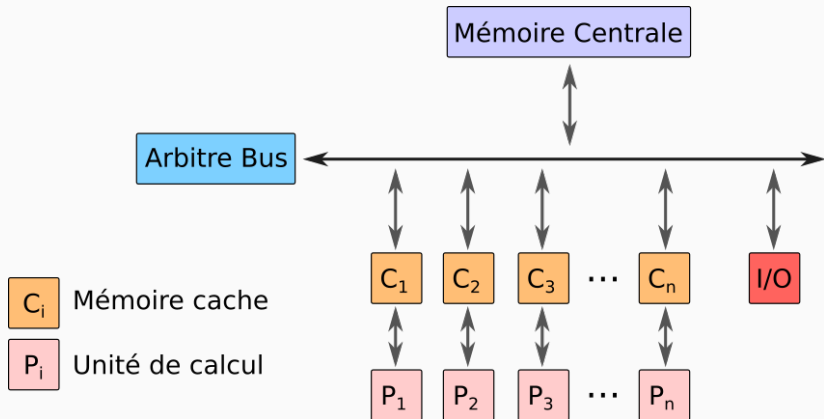 Mémoire Centrale
Arbitre Bus
C₁ C₂ C₃ ... Cₙ I/O
Cᵢ Mémoire cache
Pᵢ Unité de calcul
P₁ P₂ P₃ ... Pₙ